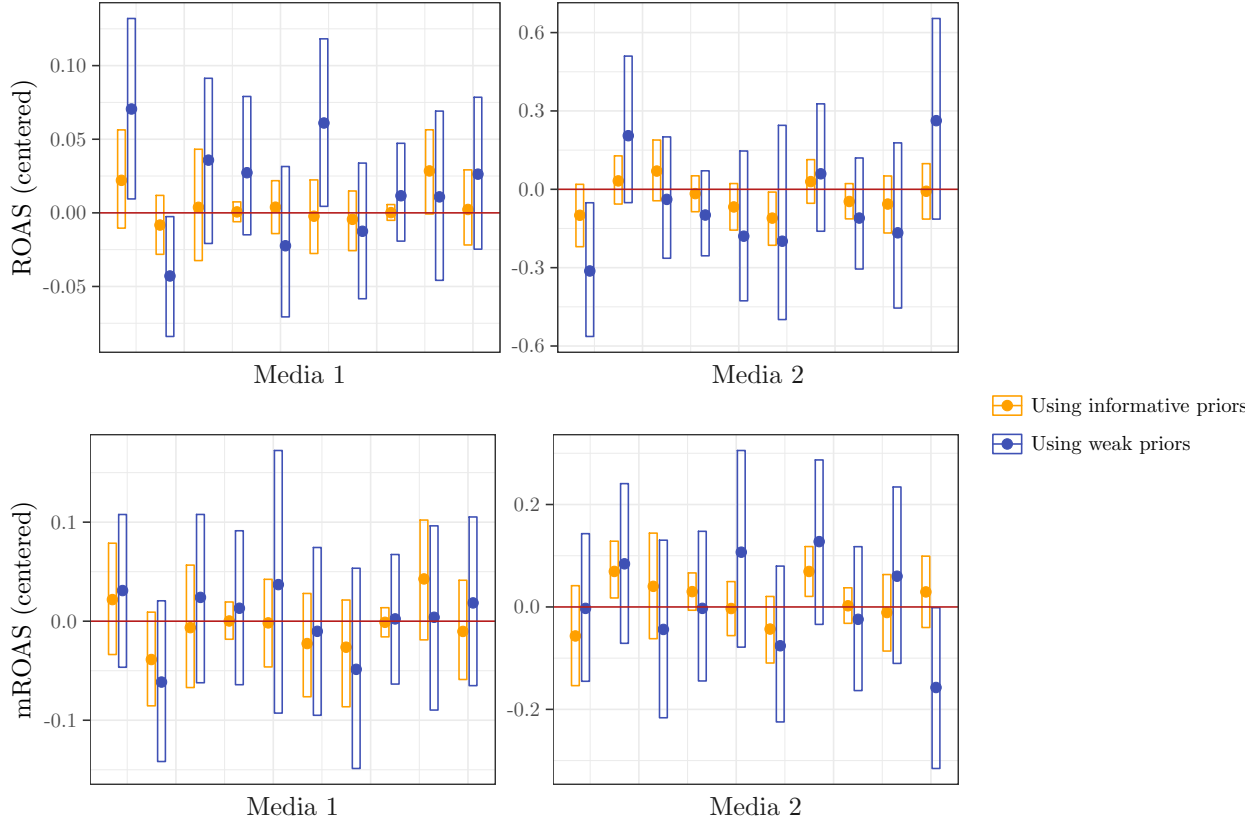 ROAS (centered)
0.10
0.05
0.00
-0.05
Media 1
0.6
0.3
0.0
-0.3
-0.6
Media 2
Using informative priors
Using weak priors
mROAS (centered)
0.1
0.0
-0.1
Media 1
0.2
0.0
-0.2
Media 2